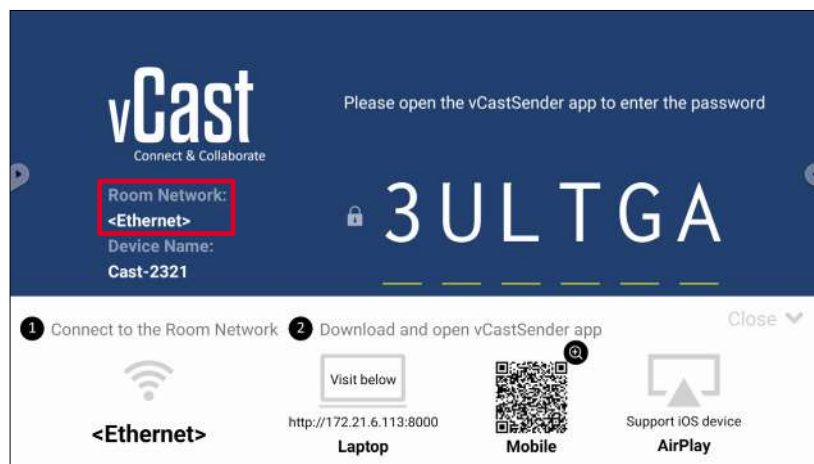 vCast
Connect & Collaborate
Please open the vCastSender app to enter the password
Room Network:
<Ethernet>
Device Name:
Cast-2321
3ULTGA
1 Connect to the Room Network
2 Download and open vCastSender app
Close
<Ethernet>
Visit below
http://172.21.6.113:8000
Laptop
Mobile
Support iOS device
AirPlay